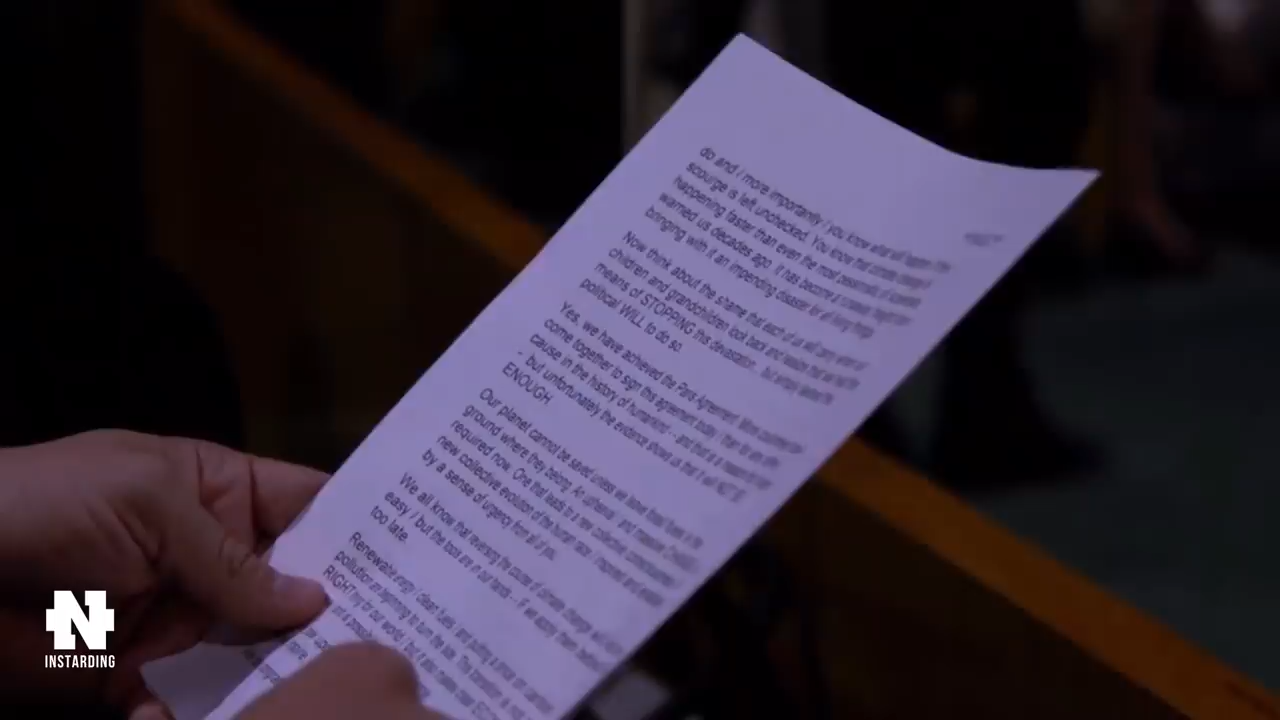 do and / more importantly / you know what will happen if this
scourge is left unchecked. You know that climate change is
happening faster than even the most pessimistic of scientists
warned us decades ago. It has become a runaway freight train
bringing with it an impending disaster for all living things.
Now think about the shame that each of us will carry when our
children and grandchildren look back and realize that we had the
means of STOPPING this devastation, but simply lacked the
political WILL to do so.
Yes, we have achieved the Paris Agreement. More countries have
come together to sign this agreement today than for any other
cause in the history of humankind - and that is a reason for hope
- but unfortunately the evidence shows us that it will NOT BE
ENOUGH.
Our planet cannot be saved unless we leave fossil fuels in the
ground where they belong. An upheaval and massive change is
required now. One that leads to a new collective consciousness. A
new collective evolution of the human race / inspired and enabled
by a sense of urgency from all of you.
We all know that reversing the course of climate change will not be
easy / but the tools are in our hands - if we apply them before it is
too late.
Renewable energy / clean fuels / and putting a price on carbon
pollution are beginning to turn the tide. This transition is not
RIGHT
INSTARDING